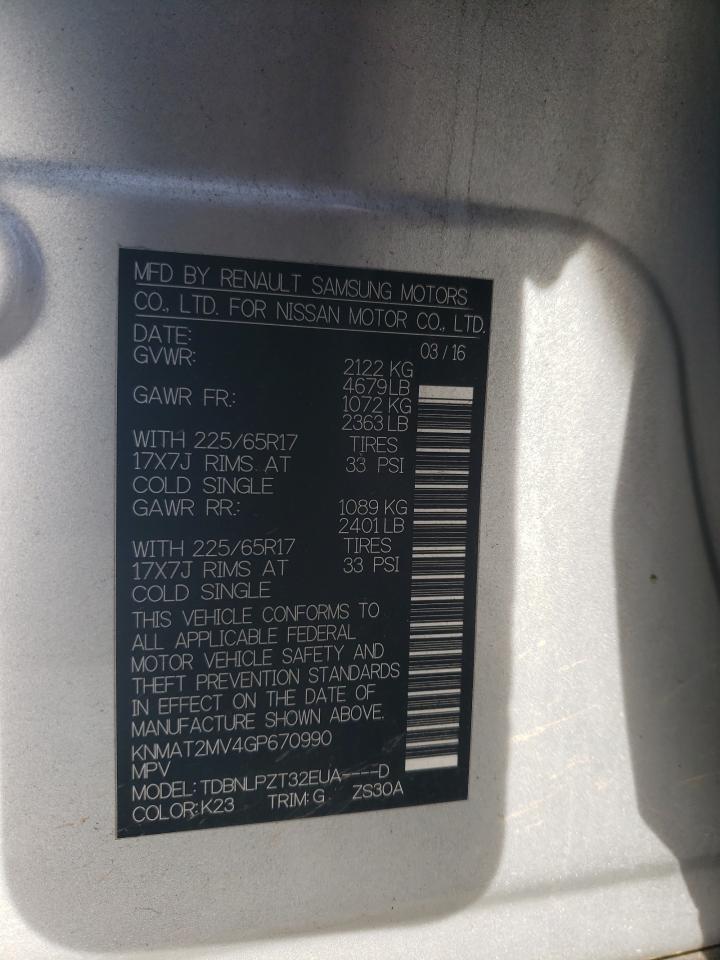 MFD BY RENAULT SAMSUNG MOTORS
CO., LTD. FOR NISSAN MOTOR CO., LTD.
DATE: 03 / 16
GVWR: 2122 KG
4679 LB
GAWR FR.: 1072 KG
2363 LB
WITH 225/65R17 TIRES
17X7J RIMS AT 33 PSI
COLD SINGLE
GAWR RR.: 1089 KG
2401 LB
WITH 225/65R17 TIRES
17X7J RIMS AT 33 PSI
COLD SINGLE
THIS VEHICLE CONFORMS TO
ALL APPLICABLE FEDERAL
MOTOR VEHICLE SAFETY AND
THEFT PREVENTION STANDARDS
IN EFFECT ON THE DATE OF
MANUFACTURE SHOWN ABOVE.
KNMAT2MV4GP670990
MPV
MODEL: TDBNLPZT32EUA----D
COLOR: K23 TRIM: G ZS30A